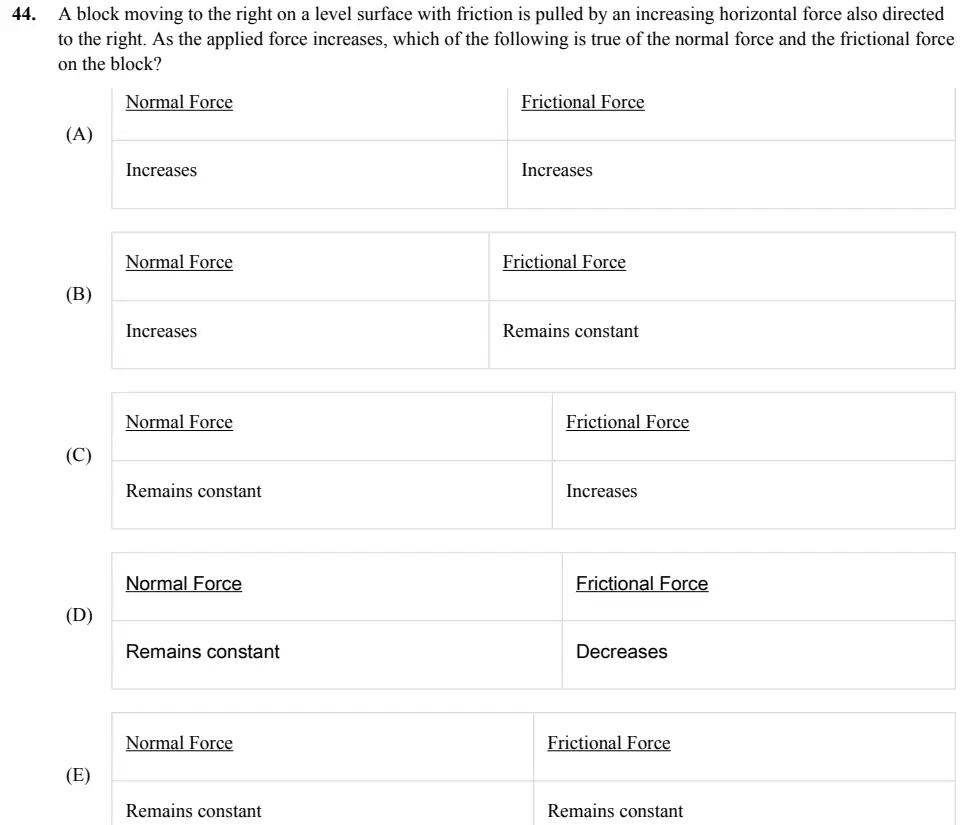 44. A block moving to the right on a level surface with friction is pulled by an increasing horizontal force also directed
to the right. As the applied force increases, which of the following is true of the normal force and the frictional force
on the block?
Normal Force Frictional Force
(A)
Increases Increases
Normal Force Frictional Force
(B)
Increases Remains constant
Normal Force Frictional Force
(C)
Remains constant Increases
Normal Force Frictional Force
(D)
Remains constant Decreases
Normal Force Frictional Force
(E)
Remains constant Remains constant